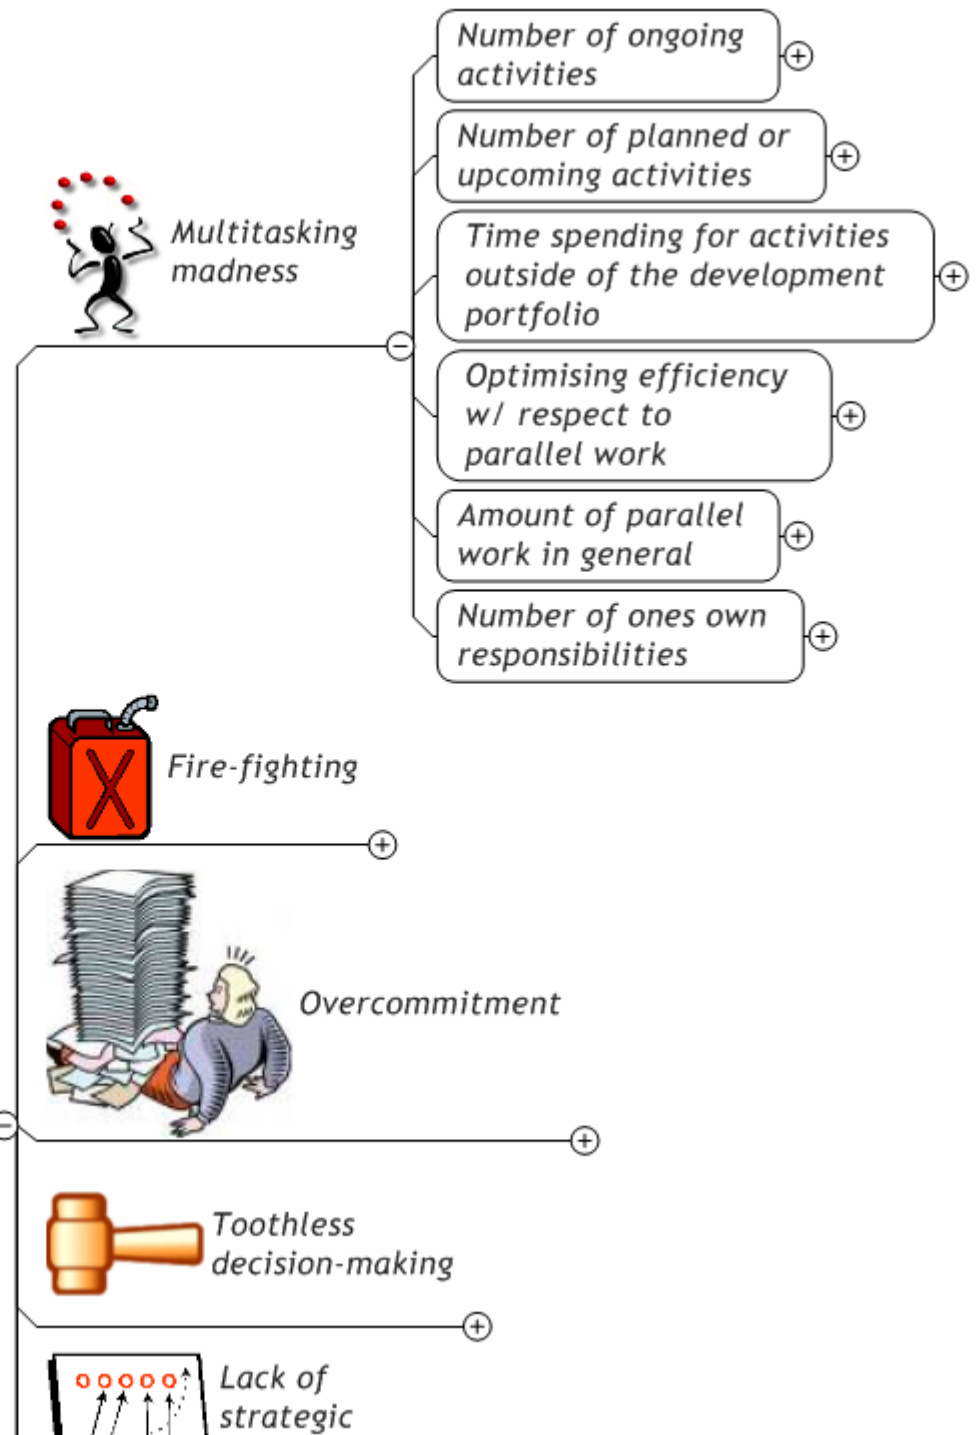 Number of ongoing
activities
Number of planned or
upcoming activities
Multitasking
madness
Time spending for activities
outside of the development
portfolio
Optimising efficiency
w/ respect to
parallel work
Amount of parallel
work in general
Number of ones own
responsibilities
Fire-fighting
Overcommitment
Toothless
decision-making
Lack of
strategic